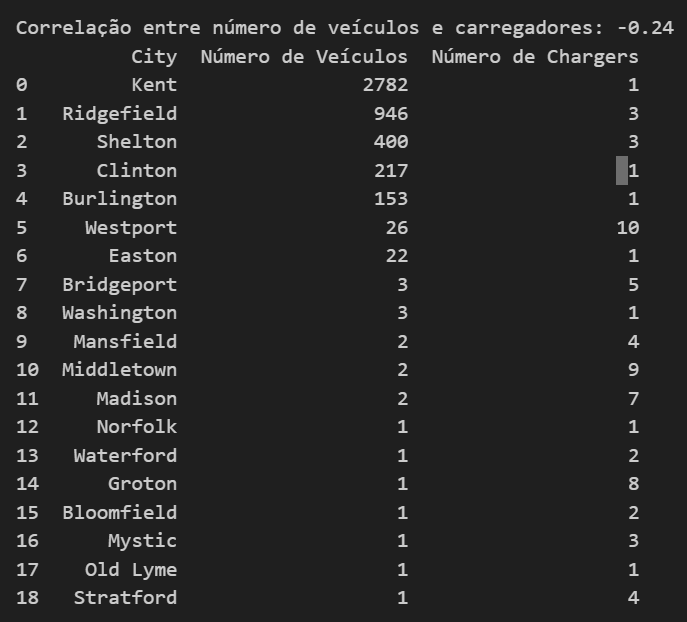 Correlação entre número de veículos e carregadores: -0.24
City Número de Veículos Número de Chargers
0 Kent 2782 1
1 Ridgefield 946 3
2 Shelton 400 3
3 Clinton 217 1
4 Burlington 153 1
5 Westport 26 10
6 Easton 22 1
7 Bridgeport 3 5
8 Washington 3 1
9 Mansfield 2 4
10 Middletown 2 9
11 Madison 2 7
12 Norfolk 1 1
13 Waterford 1 2
14 Groton 1 8
15 Bloomfield 1 2
16 Mystic 1 3
17 Old Lyme 1 1
18 Stratford 1 4